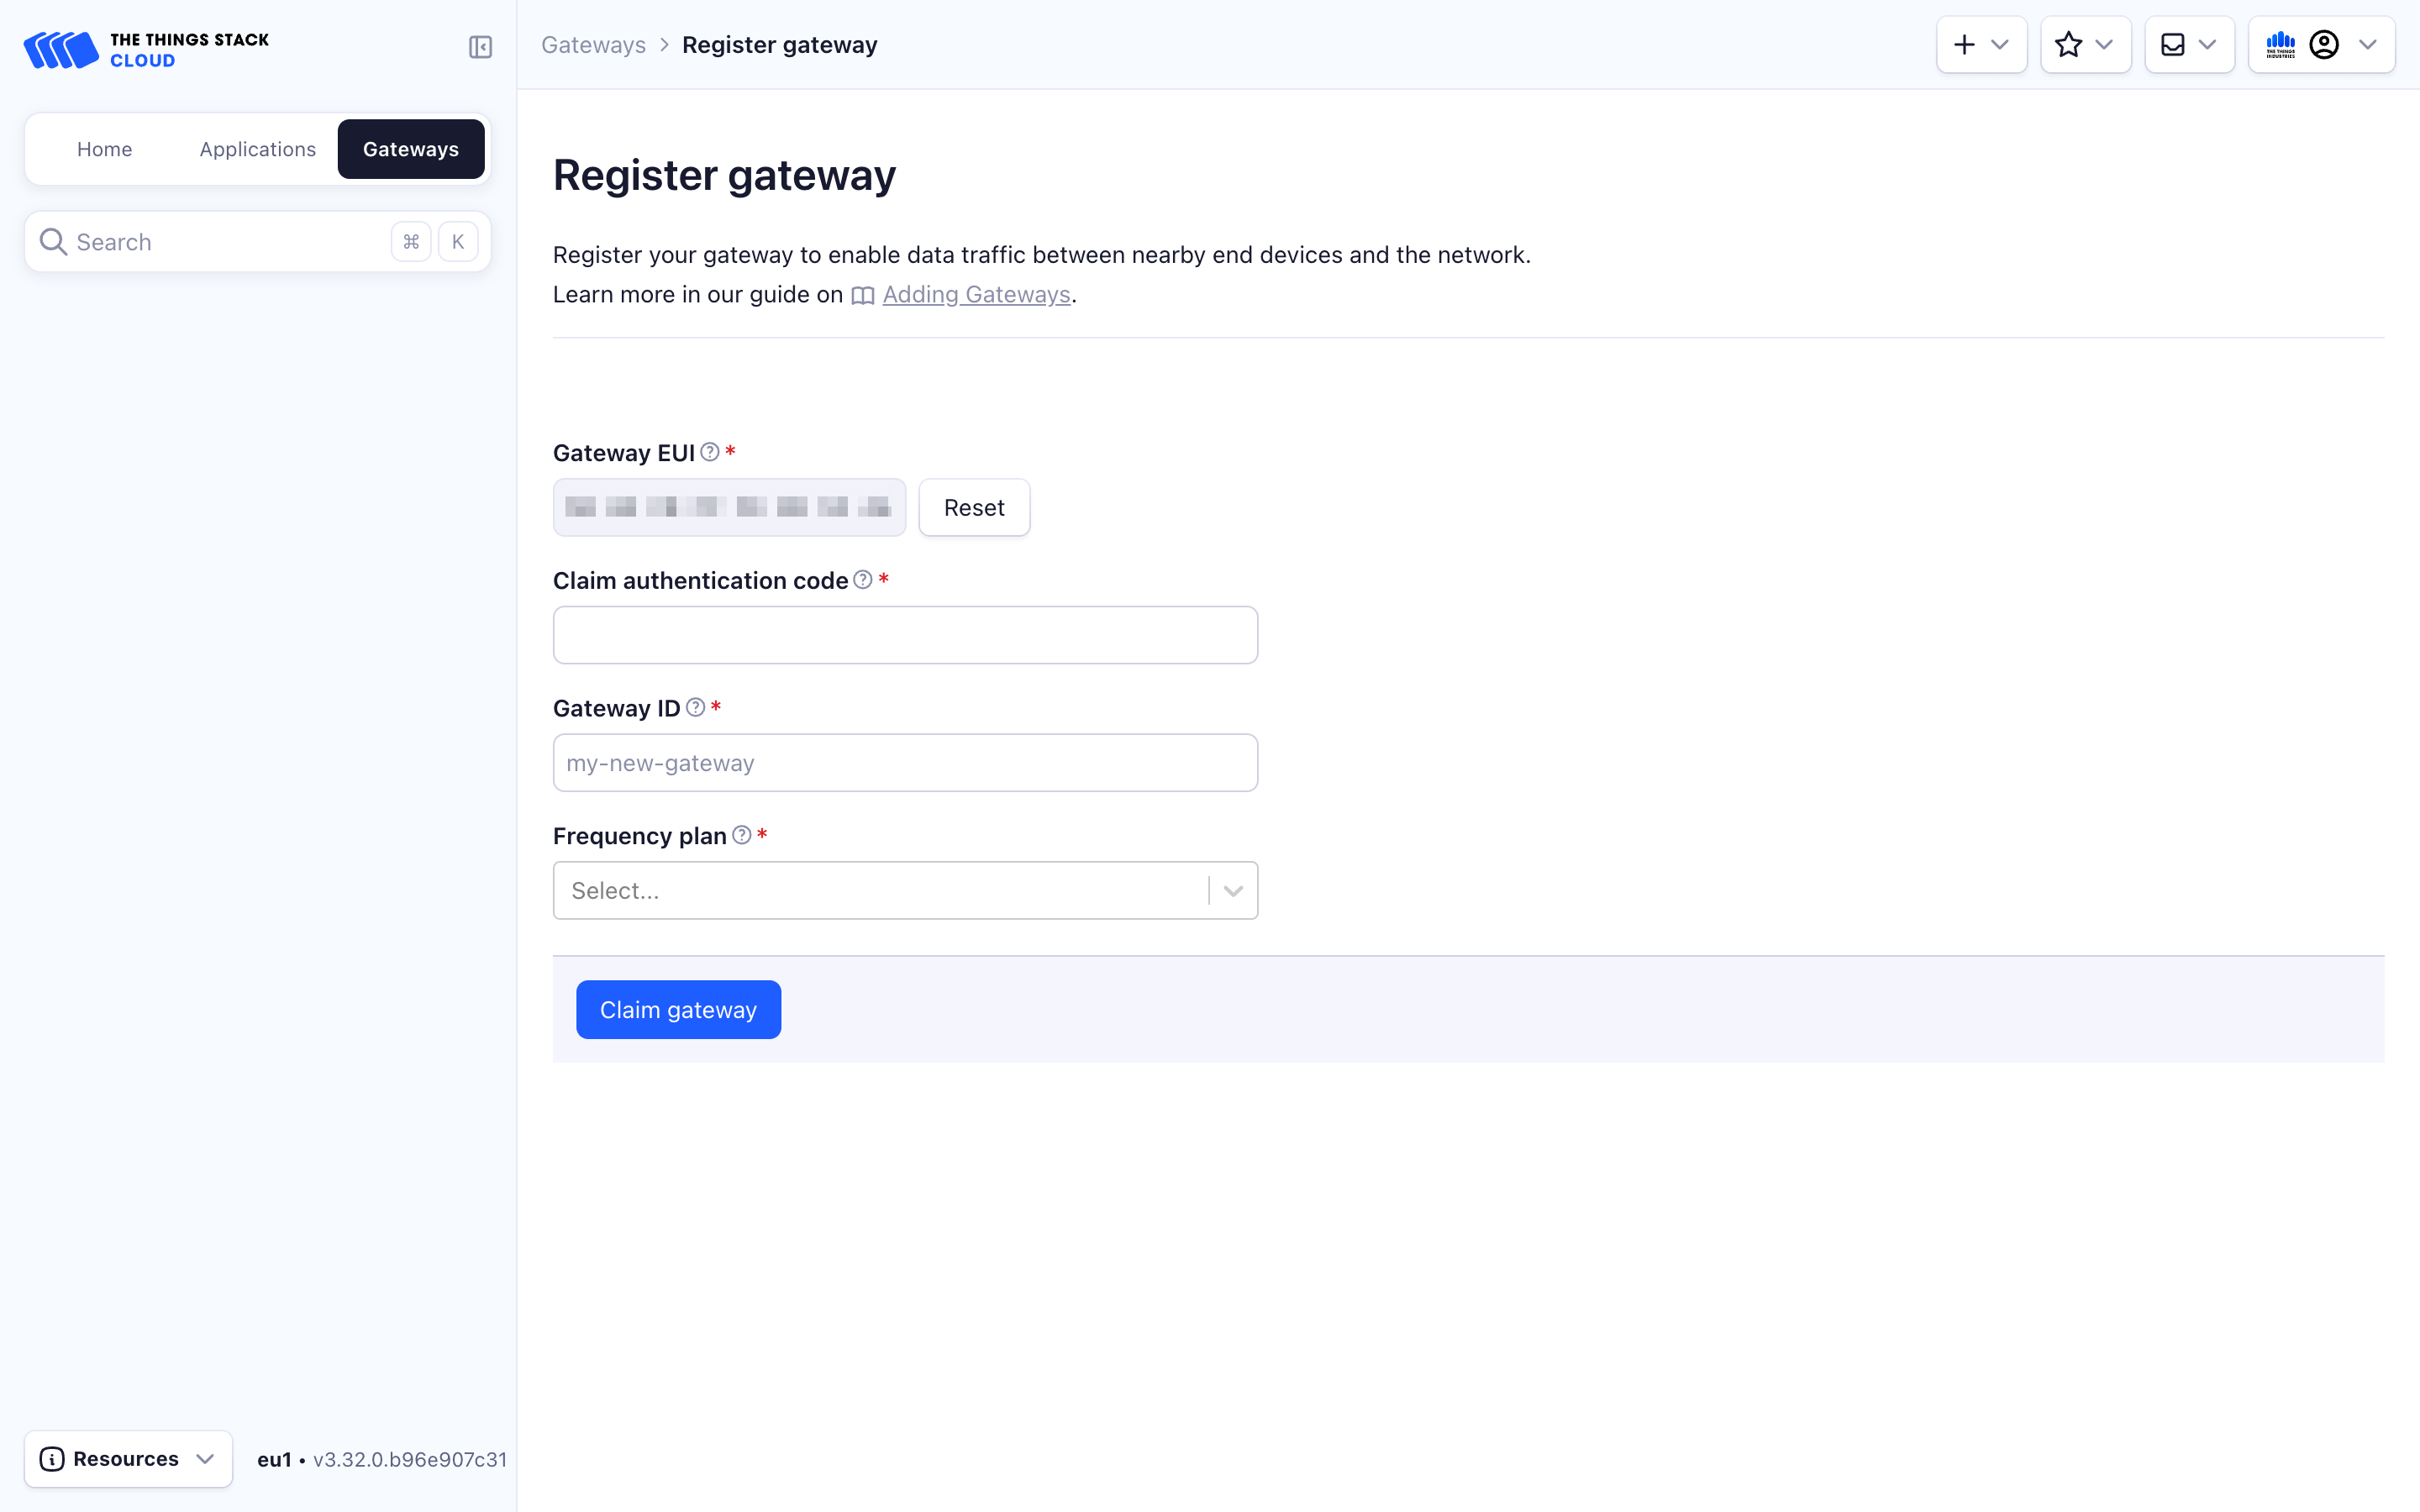 THE THINGS STACK
CLOUD
Gateways > Register gateway
THE THINGS INDUSTRIES
Home Applications Gateways
Search ⌘ K
Register gateway
Register your gateway to enable data traffic between nearby end devices and the network.
Learn more in our guide on Adding Gateways.
Gateway EUI ? *
Reset
Claim authentication code ? *
Gateway ID ? *
my-new-gateway
Frequency plan ? *
Select...
Claim gateway
Resources eu1 • v3.32.0.b96e907c31